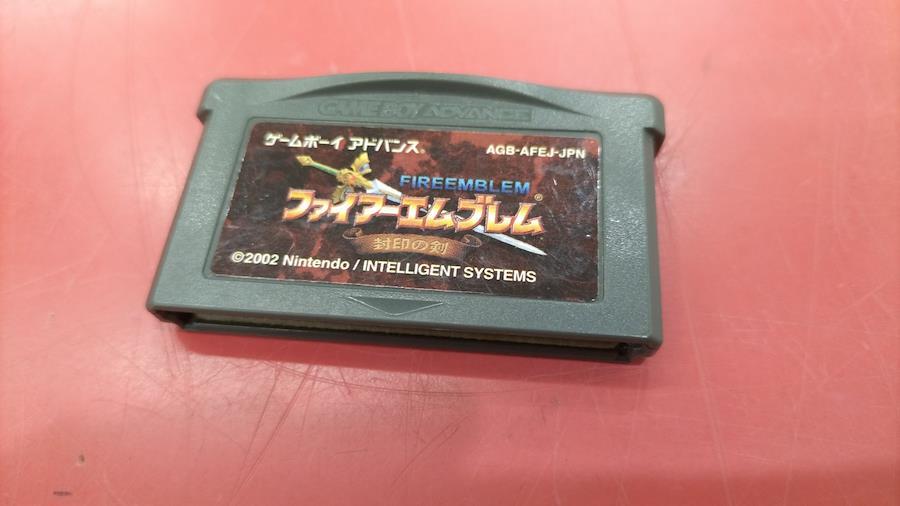 GAME BOY ADVANCE
ゲームボーイ アドバンス® AGB-AFEJ-JPN
FIREEMBLEM
ファイアーエムブレム®
封印の剣
©2002 Nintendo / INTELLIGENT SYSTEMS